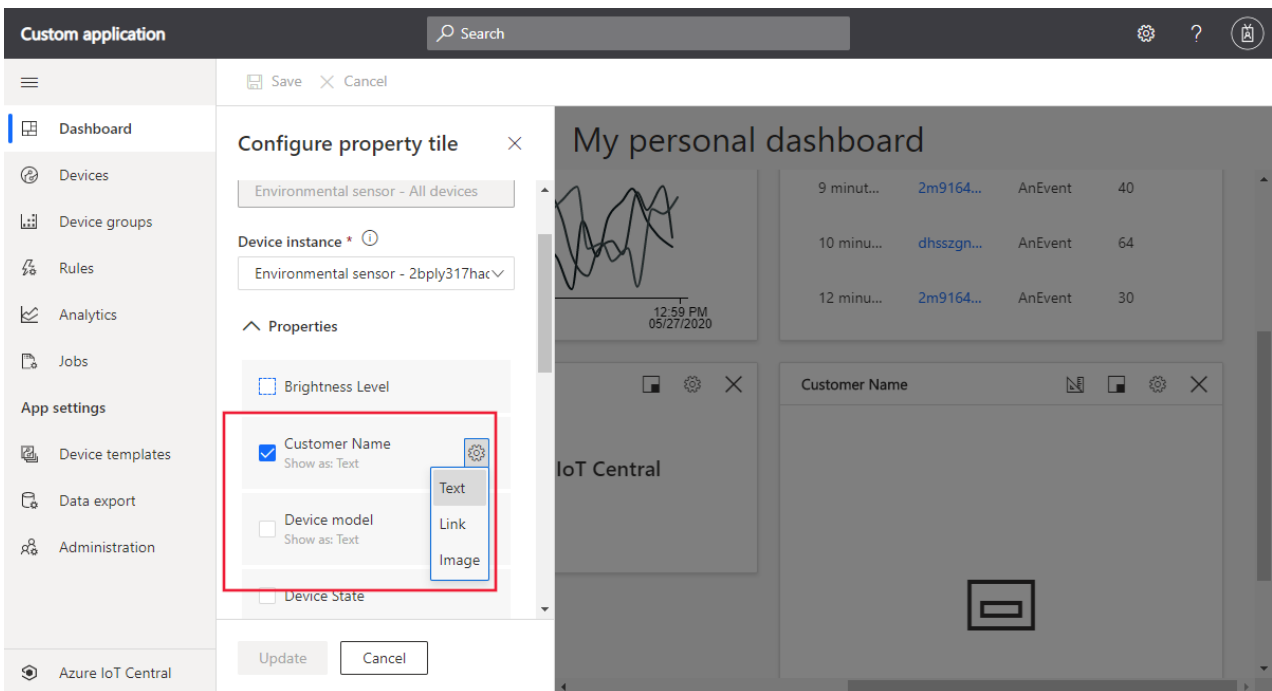 Custom application
Search
?
Save
Cancel
Dashboard
Devices
Device groups
Rules
Analytics
Jobs
App settings
Device templates
Data export
Administration
Azure IoT Central
Configure property tile
Environmental sensor - All devices
Device instance *
Environmental sensor - 2bply317hac
Properties
Brightness Level
Customer Name
Show as: Text
Text
Link
Image
Device model
Show as: Text
Device State
Update
Cancel
My personal dashboard
12:59 PM
05/27/2020
9 minut... 2m9164... AnEvent 40
10 minu... dhsszgn... AnEvent 64
12 minu... 2m9164... AnEvent 30
IoT Central
Customer Name